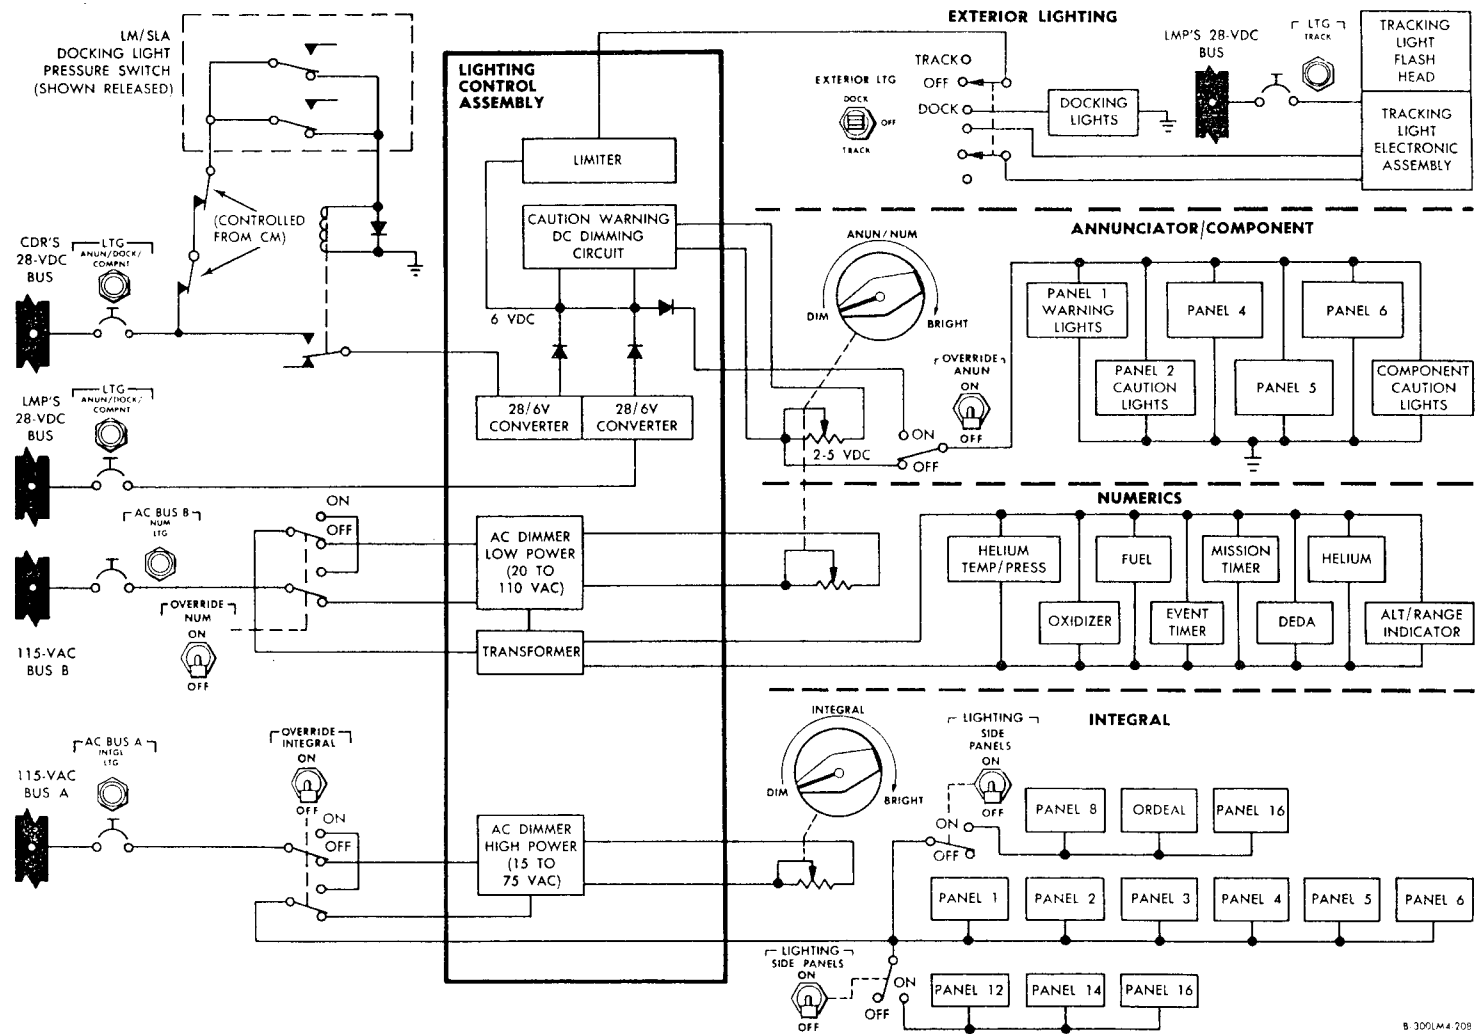 LM/SLA
DOCKING LIGHT
PRESSURE SWITCH
(SHOWN RELEASED)
(CONTROLLED
FROM CM)
CDR'S
28-VDC
BUS
LTG
ANUN/DOCK/
COMPNT
LMP'S
28-VDC
BUS
LTG
ANUN/DOCK/
COMPNT
AC BUS B
NUM
LTG
ON
OFF
OVERRIDE
NUM
ON
OFF
115-VAC
BUS B
AC BUS A
INTGL
LTG
115-VAC
BUS A
OVERRIDE
INTEGRAL
ON
OFF
ON
OFF
LIGHTING
CONTROL
ASSEMBLY
LIMITER
CAUTION WARNING
DC DIMMING
CIRCUIT
6 VDC
28/6V
CONVERTER
28/6V
CONVERTER
AC DIMMER
LOW POWER
(20 TO
110 VAC)
TRANSFORMER
AC DIMMER
HIGH POWER
(15 TO
75 VAC)
EXTERIOR LIGHTING
EXTERIOR LTG
DOCK
OFF
TRACK
TRACK
OFF
DOCK
DOCKING
LIGHTS
LMP'S 28-VDC
BUS
LTG
TRACK
TRACKING
LIGHT
FLASH
HEAD
TRACKING
LIGHT
ELECTRONIC
ASSEMBLY
ANNUNCIATOR/COMPONENT
ANUN/NUM
DIM
BRIGHT
OVERRIDE
ANUN
ON
OFF
ON
OFF
2-5 VDC
PANEL 1
WARNING
LIGHTS
PANEL 4
PANEL 6
PANEL 2
CAUTION
LIGHTS
PANEL 5
COMPONENT
CAUTION
LIGHTS
NUMERICS
HELIUM
TEMP/PRESS
FUEL
MISSION
TIMER
HELIUM
OXIDIZER
EVENT
TIMER
DEDA
ALT/RANGE
INDICATOR
INTEGRAL
INTEGRAL
DIM
BRIGHT
LIGHTING
SIDE
PANELS
ON
OFF
ON
OFF
PANEL 8
ORDEAL
PANEL 16
PANEL 1
PANEL 2
PANEL 3
PANEL 4
PANEL 5
PANEL 6
LIGHTING
SIDE PANELS
ON
OFF
ON
OFF
PANEL 12
PANEL 14
PANEL 16
B-300LM4-208